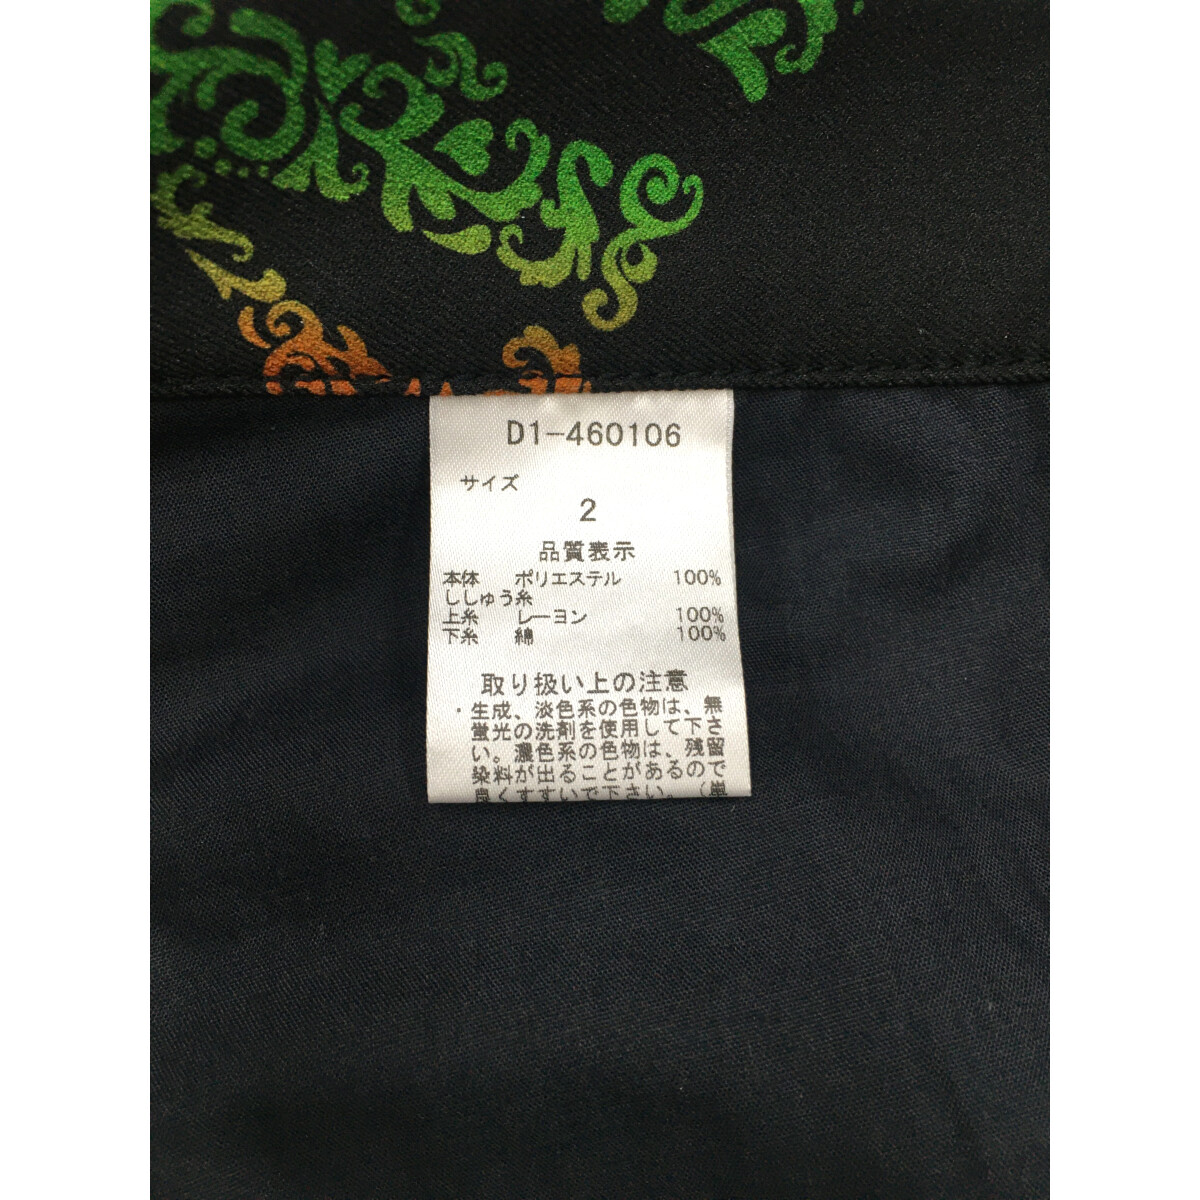 D1-460106
サイズ
2
品質表示
本体 ポリエステル 100%
ししゅう糸
上糸 レーヨン 100%
下糸 綿 100%
取り扱い上の注意
・生成、淡色系の色物は、無
蛍光の洗剤を使用して下さ
い。濃色系の色物は、残留
染料が出ることがあるので
良くすすいで下さい。（単